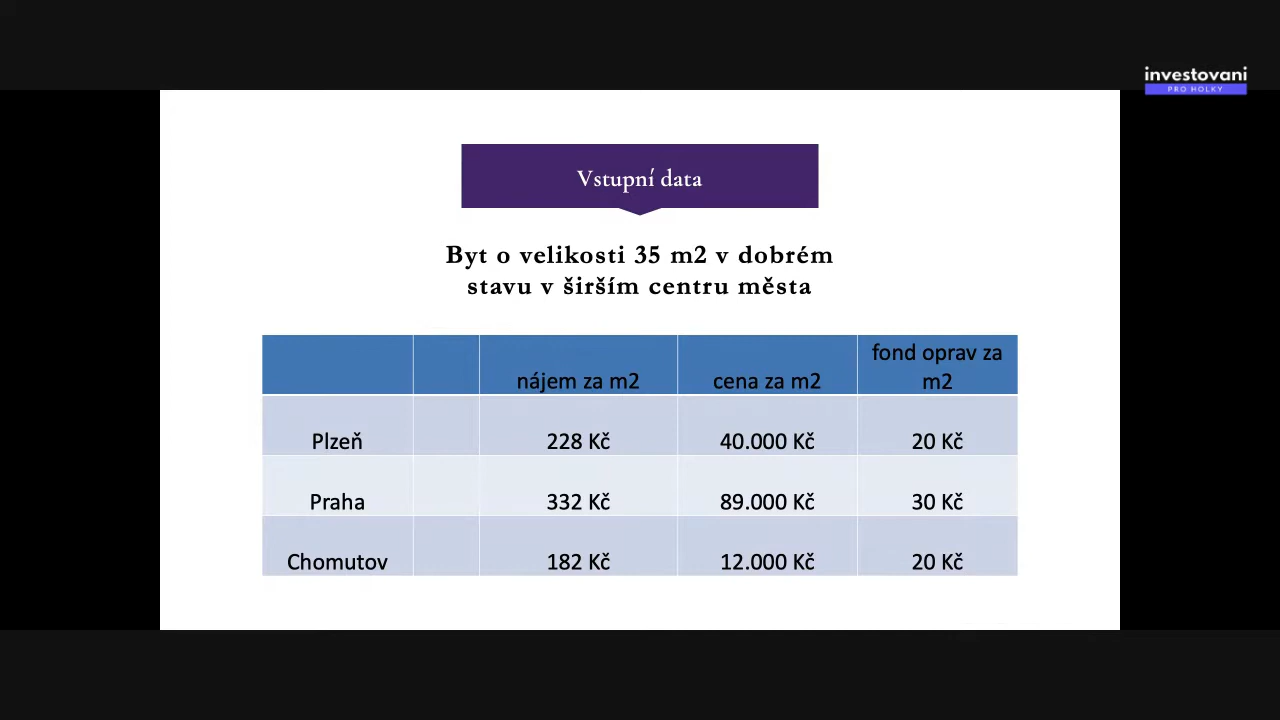 investovani
PRO HOLKY
Vstupní data
Byt o velikosti 35 m2 v dobrém
stavu v širším centru města
nájem za m2 cena za m2 fond oprav za m2
Plzeň 228 Kč 40.000 Kč 20 Kč
Praha 332 Kč 89.000 Kč 30 Kč
Chomutov 182 Kč 12.000 Kč 20 Kč